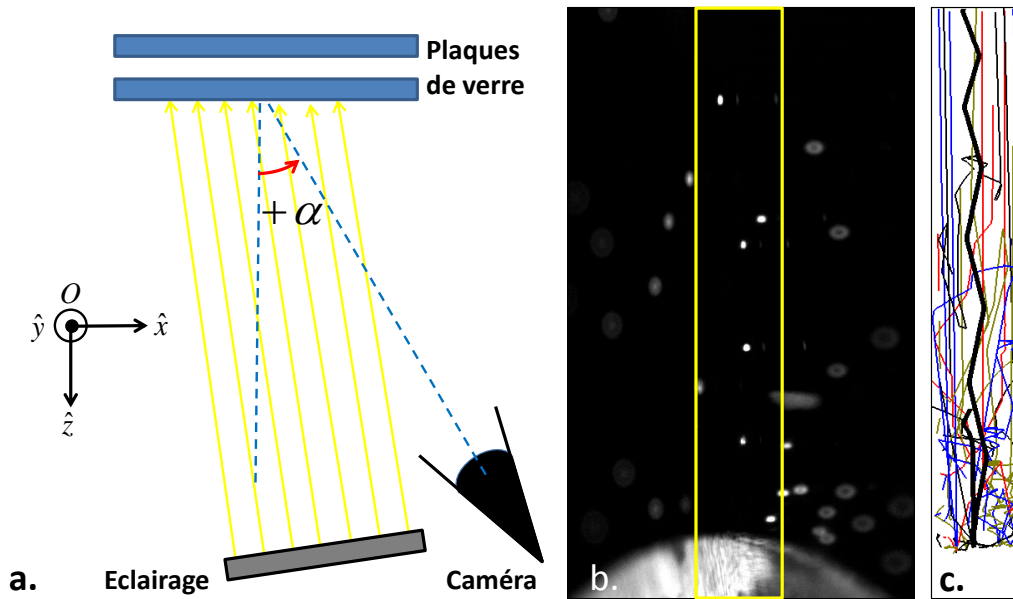 Plaques
de verre
+ α
O
ŷ
x̂
ẑ
a.
Eclairage
Caméra
b.
c.